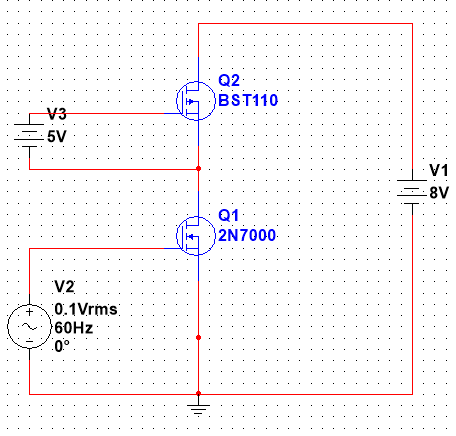 Q2
BST110
V3
5V
V1
8V
Q1
2N7000
V2
0.1Vrms
60Hz
0°